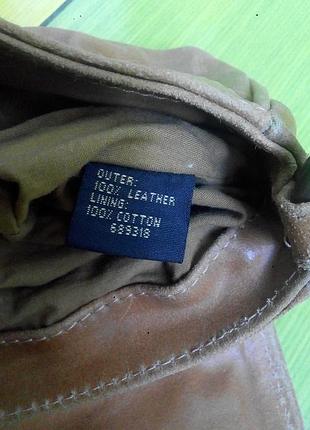 OUTER:
100% LEATHER
LINING:
100% COTTON
689318